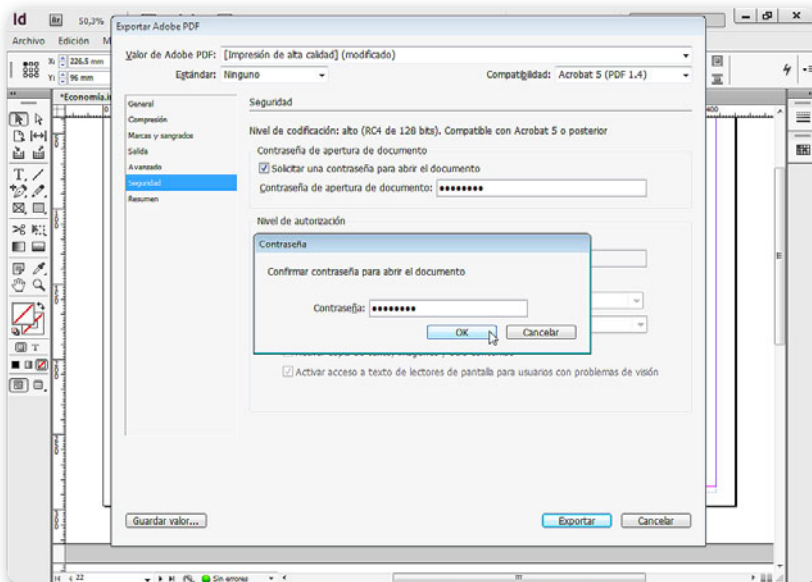 Id Br 50,3%
Exportar Adobe PDF
Archivo Edición M
Valor de Adobe PDF: [Impresión de alta calidad] (modificado)
X: 226.5 mm
Y: 96 mm
Estándar: Ninguno Compatibilidad: Acrobat 5 (PDF 1.4)
*Economía.in
General
Compresión
Marcas y sangrados
Salida
Avanzado
Seguridad
Resumen
Seguridad
Nivel de codificación: alto (RC4 de 128 bits). Compatible con Acrobat 5 o posterior
Contraseña de apertura de documento
Solicitar una contraseña para abrir el documento
Contraseña de apertura de documento: ••••••••
Nivel de autorización
Contraseña
Confirmar contraseña para abrir el documento
Contraseña: ••••••••
OK Cancelar
Activar acceso a texto de lectores de pantalla para usuarios con problemas de visión
Guardar valor... Exportar Cancelar
22 Sin errores